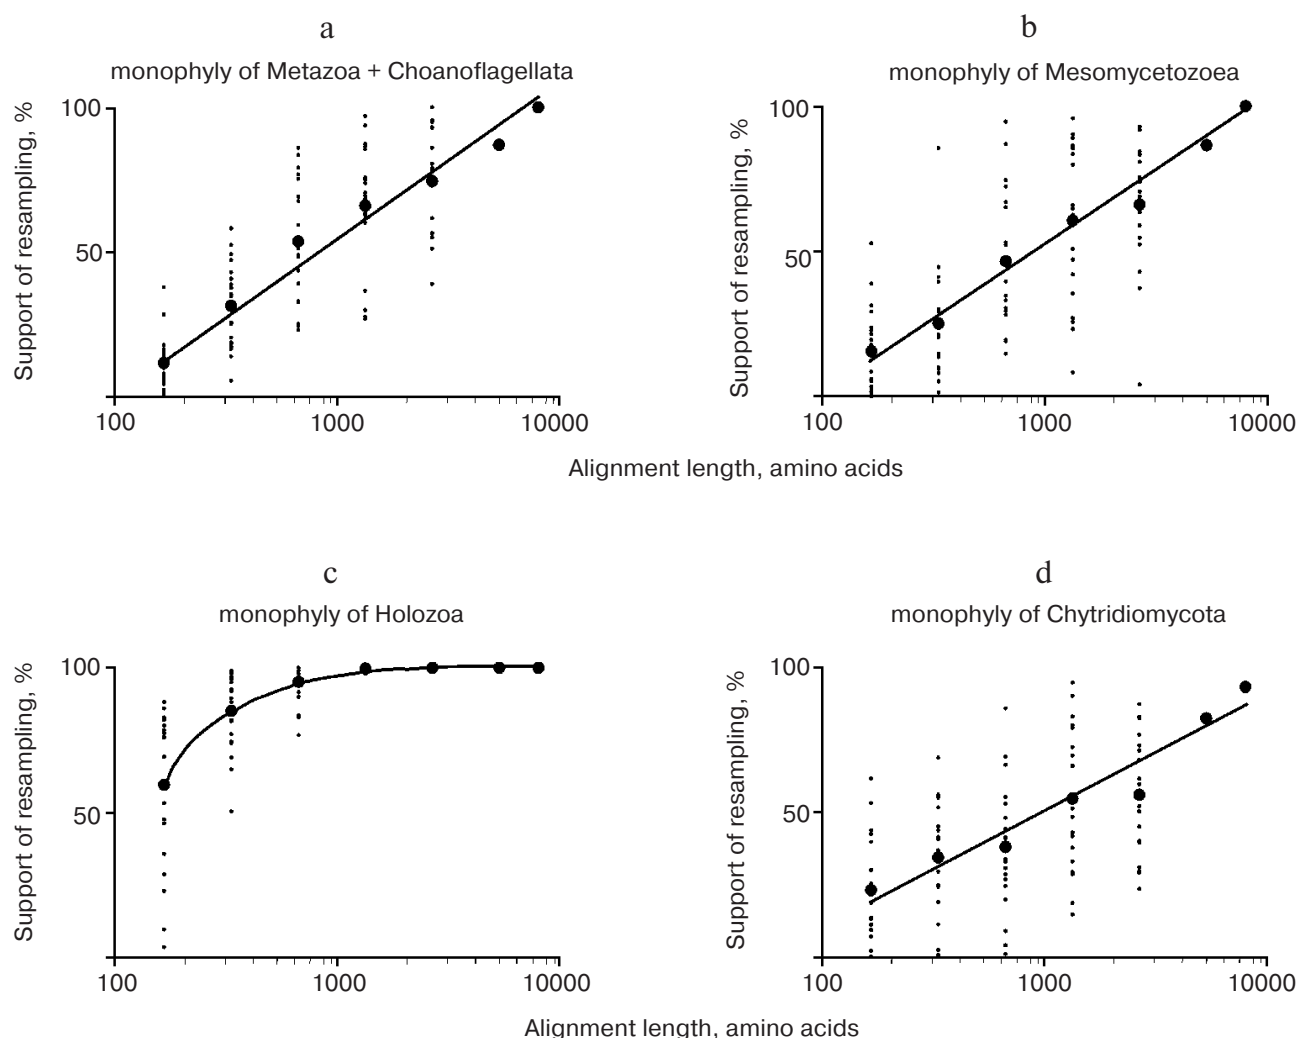 a
monophyly of Metazoa + Choanoflagellata
Support of resampling, %
100
50
100
1000
10000
b
monophyly of Mesomycetozoea
Support of resampling, %
100
50
100
1000
10000
Alignment length, amino acids
c
monophyly of Holozoa
Support of resampling, %
100
50
100
1000
10000
d
monophyly of Chytridiomycota
Support of resampling, %
100
50
100
1000
10000
Alignment length, amino acids